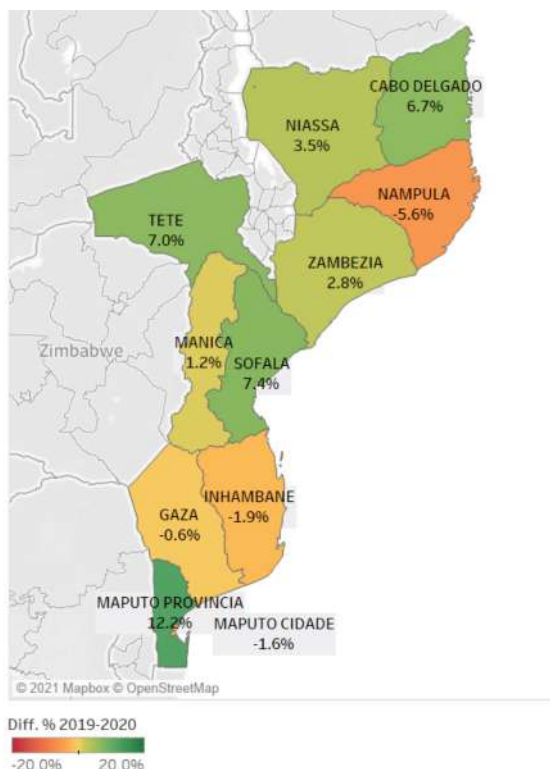 CABO DELGADO
6.7%
NIASSA
3.5%
NAMPULA
-5.6%
TETE
7.0%
ZAMBEZIA
2.8%
MANICA
1.2%
Zimbabwe
SOFALA
7.4%
INHAMBANE
-1.9%
GAZA
-0.6%
MAPUTO PROVINCIA
12.2%
MAPUTO CIDADE
-1.6%
© 2021 Mapbox © OpenStreetMap
Diff. % 2019-2020
-20.0% 20.0%